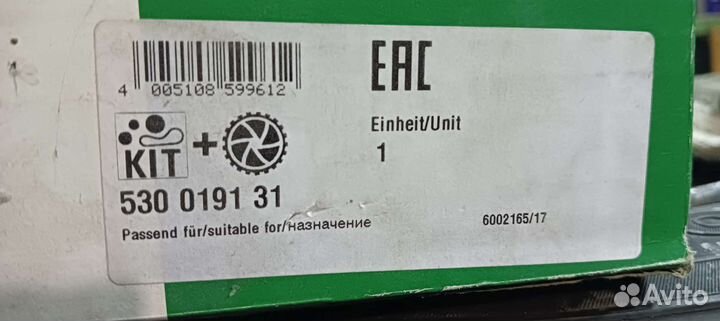 EAC
4 005108 599612
Einheit/Unit
KIT +
1
530 0191 31
Passend für/suitable for/назначение
6002165/17
Avito